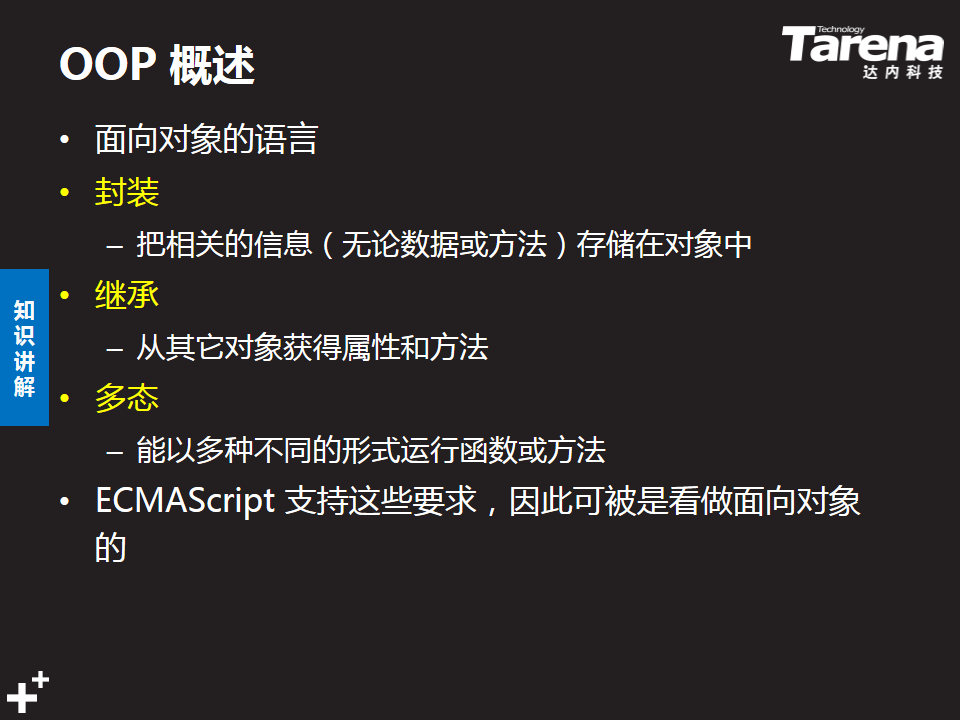 OOP 概述
Technology
Tarena
达内科技
• 面向对象的语言
• 封装
– 把相关的信息（无论数据或方法）存储在对象中
• 继承
– 从其它对象获得属性和方法
• 多态
– 能以多种不同的形式运行函数或方法
• ECMAScript 支持这些要求，因此可被是看做面向对象
的
知识讲解